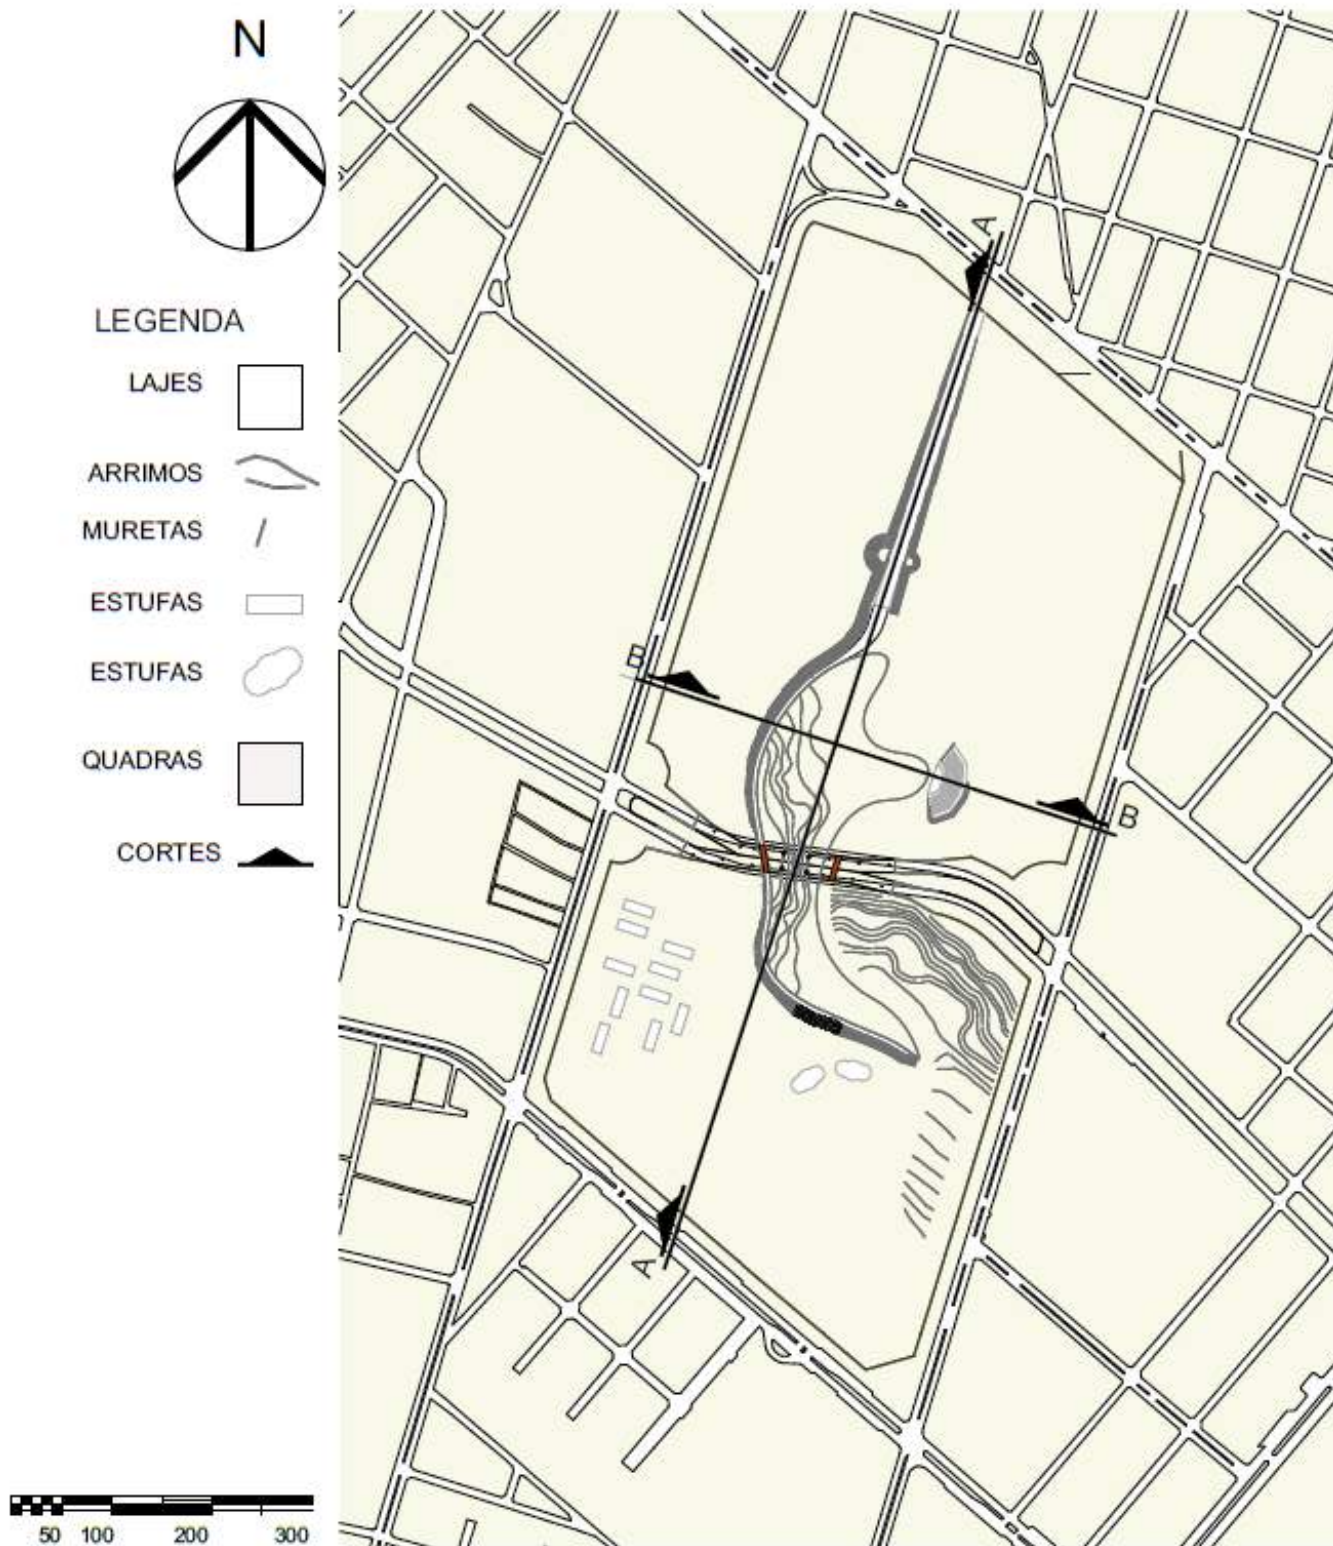 N
LEGENDA
LAJES
ARRIMOS
MURETAS
ESTUFAS
ESTUFAS
QUADRAS
CORTES
A
B
B
A
50 100 200 300